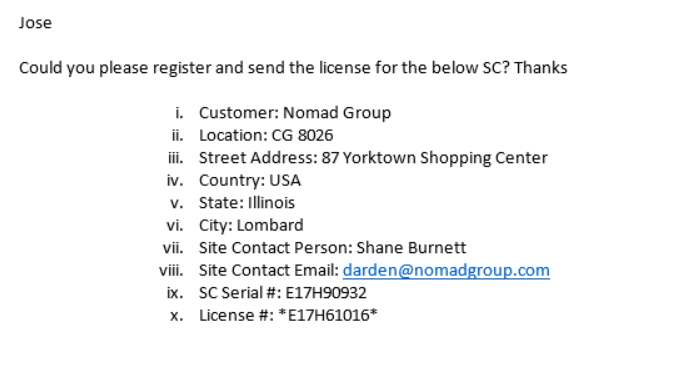 Jose
Could you please register and send the license for the below SC? Thanks
i. Customer: Nomad Group
ii. Location: CG 8026
iii. Street Address: 87 Yorktown Shopping Center
iv. Country: USA
v. State: Illinois
vi. City: Lombard
vii. Site Contact Person: Shane Burnett
viii. Site Contact Email: darden@nomadgroup.com
ix. SC Serial #: E17H90932
x. License #: *E17H61016*